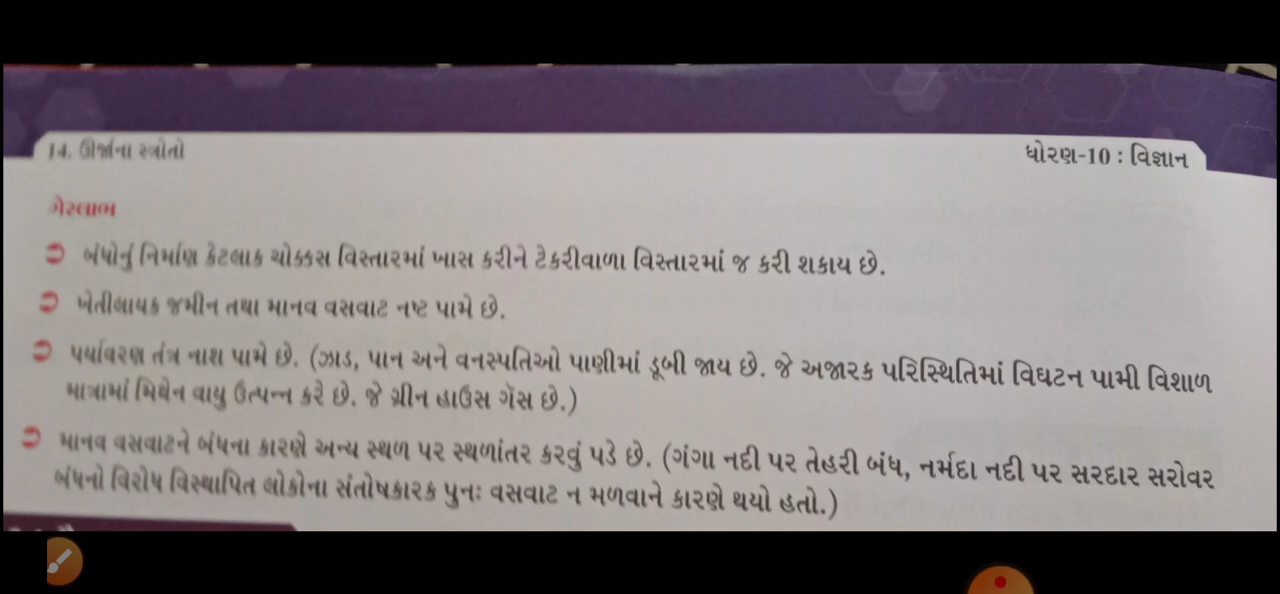 14. ઊર્જાના સ્ત્રોતો
ધોરણ-10 : વિજ્ઞાન
ગેરલાભ
બંધોનું નિર્માણ કેટલાક ચોક્કસ વિસ્તારમાં ખાસ કરીને ટેકરીવાળા વિસ્તારમાં જ કરી શકાય છે.
ખેતીલાયક જમીન તથા માનવ વસવાટ નષ્ટ પામે છે.
પર્યાવરણ તંત્ર નાશ પામે છે. (ઝાડ, પાન અને વનસ્પતિઓ પાણીમાં ડૂબી જાય છે. જે અજારક પરિસ્થિતિમાં વિઘટન પામી વિશાળ
માત્રામાં મિથેન વાયુ ઉત્પન્ન કરે છે. જે ગ્રીન હાઉસ ગૅસ છે.)
માનવ વસવાટને બંધના કારણે અન્ય સ્થળ પર સ્થળાંતર કરવું પડે છે. (ગંગા નદી પર તેહરી બંધ, નર્મદા નદી પર સરદાર સરોવર
બંધનો વિરોધ વિસ્થાપિત લોકોના સંતોષકારક પુનઃ વસવાટ ન મળવાને કારણે થયો હતો.)